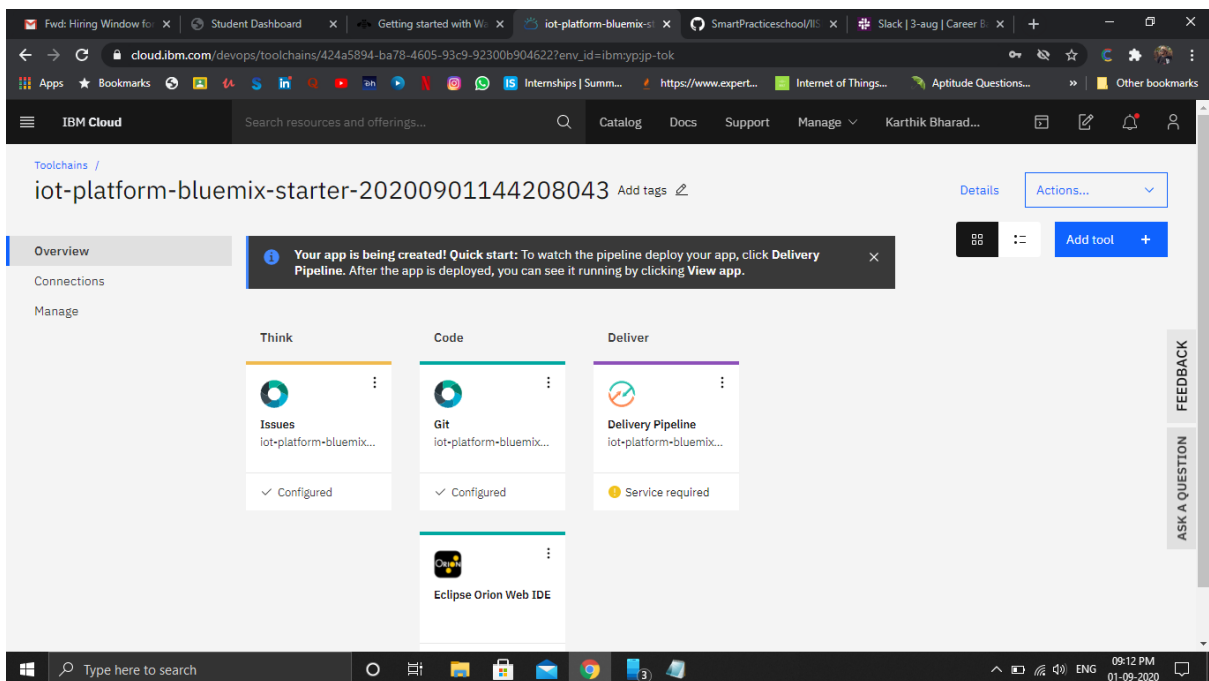 Fwd: Hiring Window fo
Student Dashboard
Getting started with Wa
iot-platform-bluemix-st
SmartPracticeschool/IIS
Slack | 3-aug | Career B
cloud.ibm.com/devops/toolchains/424a5894-ba78-4605-93c9-92300b904622?env_id=ibm:yp:jp-tok
Apps Bookmarks Internships | Summ... https://www.expert... Internet of Things... Aptitude Questions... » Other bookmarks
IBM Cloud Search resources and offerings... Catalog Docs Support Manage Karthik Bharad...
Toolchains /
iot-platform-bluemix-starter-20200901144208043 Add tags Details Actions...
Add tool +
Overview
Connections
Manage
Your app is being created! Quick start: To watch the pipeline deploy your app, click Delivery
Pipeline. After the app is deployed, you can see it running by clicking View app.
Think Code Deliver
Issues
iot-platform-bluemix...
Configured
Git
iot-platform-bluemix...
Configured
Delivery Pipeline
iot-platform-bluemix...
Service required
Orion
Eclipse Orion Web IDE
FEEDBACK
ASK A QUESTION
Type here to search
3
ENG
09:12 PM
01-09-2020